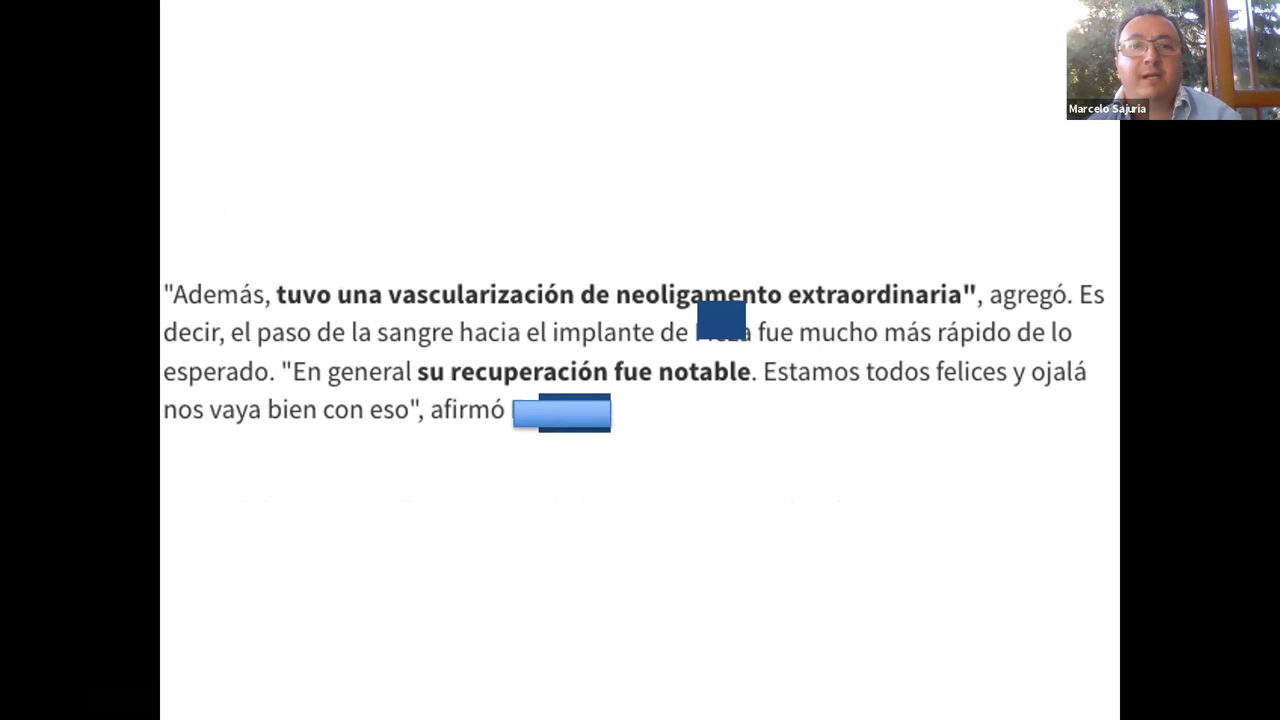 Marcelo Sajuria
"Además, tuvo una vascularización de neoligamento extraordinaria", agregó. Es
decir, el paso de la sangre hacia el implante de fue mucho más rápido de lo
esperado. "En general su recuperación fue notable. Estamos todos felices y ojalá
nos vaya bien con eso", afirmó